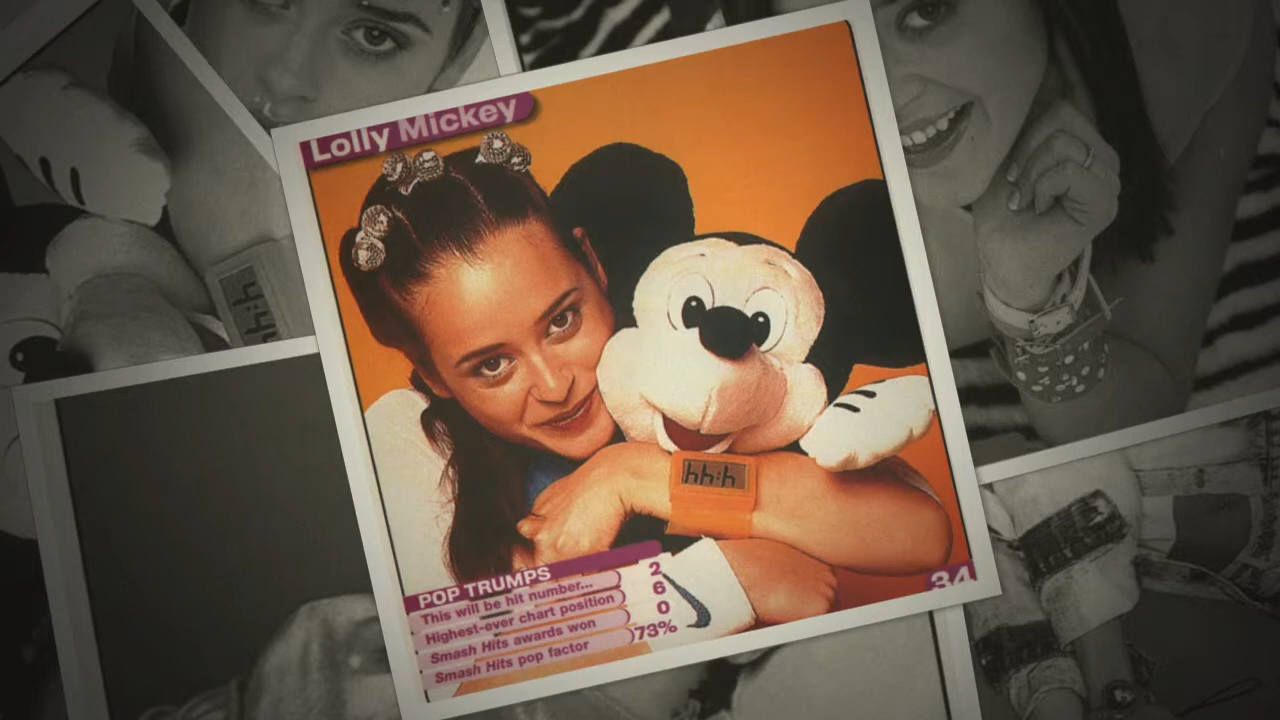 Lolly Mickey
hh:h
POP TRUMPS
This will be hit number... 2
Highest-ever chart position 6
Smash Hits awards won 0
Smash Hits pop factor 73%
34
hh:h